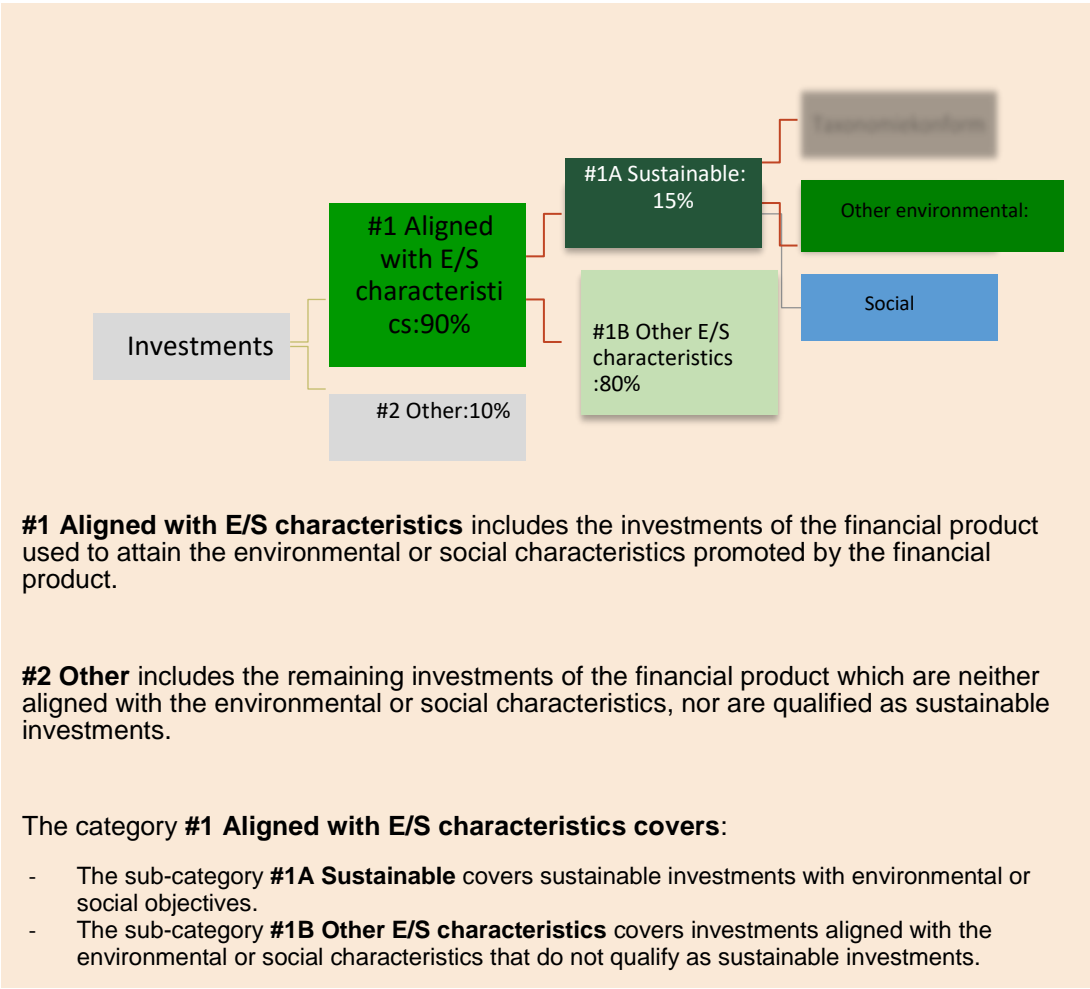 Taxonomiekonform
#1A Sustainable:
15%
Other environmental:
#1 Aligned
with E/S
characteristi
cs:90%
Social
Investments
#1B Other E/S
characteristics
:80%
#2 Other:10%
#1 Aligned with E/S characteristics includes the investments of the financial product
used to attain the environmental or social characteristics promoted by the financial
product.
#2 Other includes the remaining investments of the financial product which are neither
aligned with the environmental or social characteristics, nor are qualified as sustainable
investments.
The category #1 Aligned with E/S characteristics covers:
- The sub-category #1A Sustainable covers sustainable investments with environmental or
social objectives.
- The sub-category #1B Other E/S characteristics covers investments aligned with the
environmental or social characteristics that do not qualify as sustainable investments.